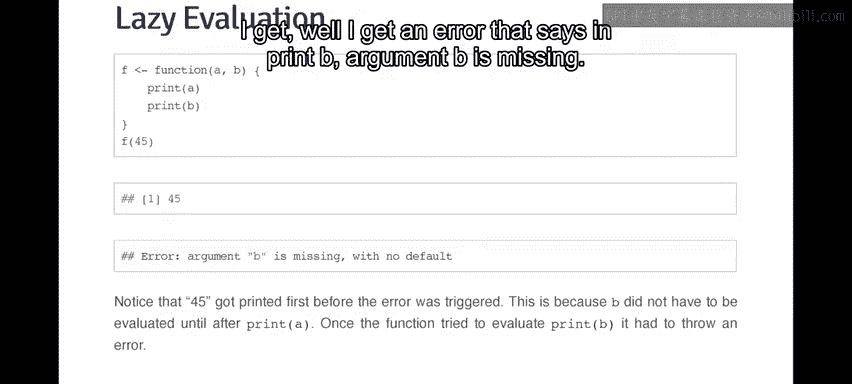 Lazy Evaluation
I get, well I get an error that says in
print b, argument b is missing.
f <- function(a, b) {
print(a)
print(b)
}
f(45)
## [1] 45
## Error: argument "b" is missing, with no default
Notice that “45” got printed first before the error was triggered. This is because b did not have to be
evaluated until after print(a). Once the function tried to evaluate print(b) it had to throw an
error.